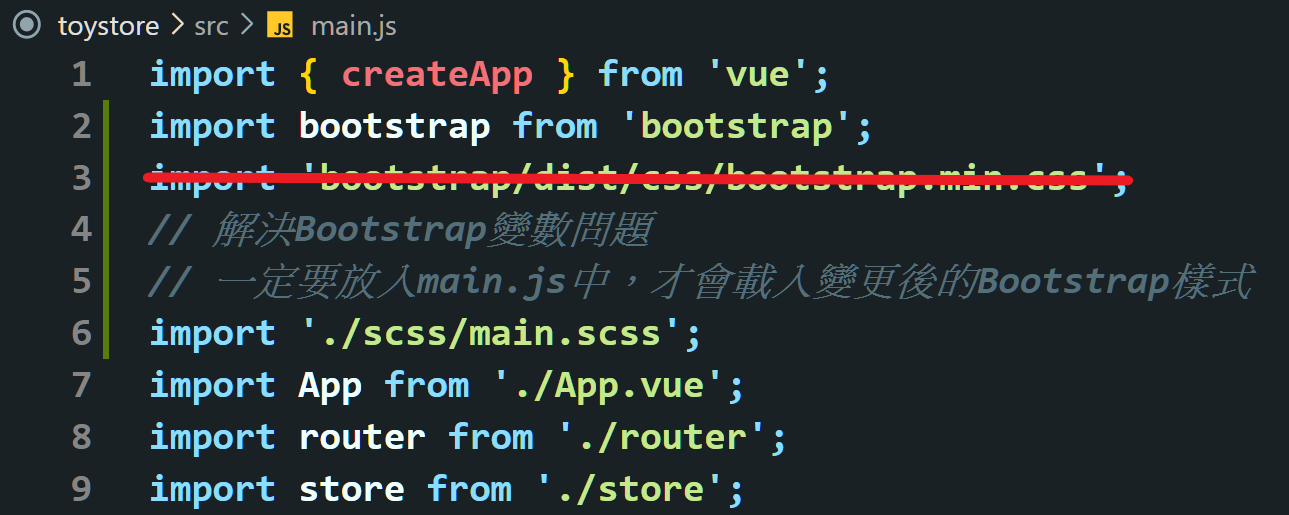 toystore > src > JS main.js
1 import { createApp } from 'vue';
2 import bootstrap from 'bootstrap';
3 import 'bootstrap/dist/css/bootstrap.min.css';
4 // 解決Bootstrap變數問題
5 // 一定要放入main.js中，才會載入變更後的Bootstrap樣式
6 import './scss/main.scss';
7 import App from './App.vue';
8 import router from './router';
9 import store from './store';